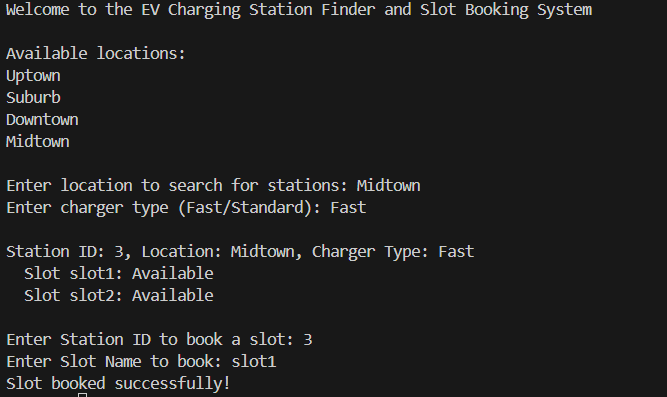 Welcome to the EV Charging Station Finder and Slot Booking System
Available locations:
Uptown
Suburb
Downtown
Midtown
Enter location to search for stations: Midtown
Enter charger type (Fast/Standard): Fast
Station ID: 3, Location: Midtown, Charger Type: Fast
  Slot slot1: Available
  Slot slot2: Available
Enter Station ID to book a slot: 3
Enter Slot Name to book: slot1
Slot booked successfully!